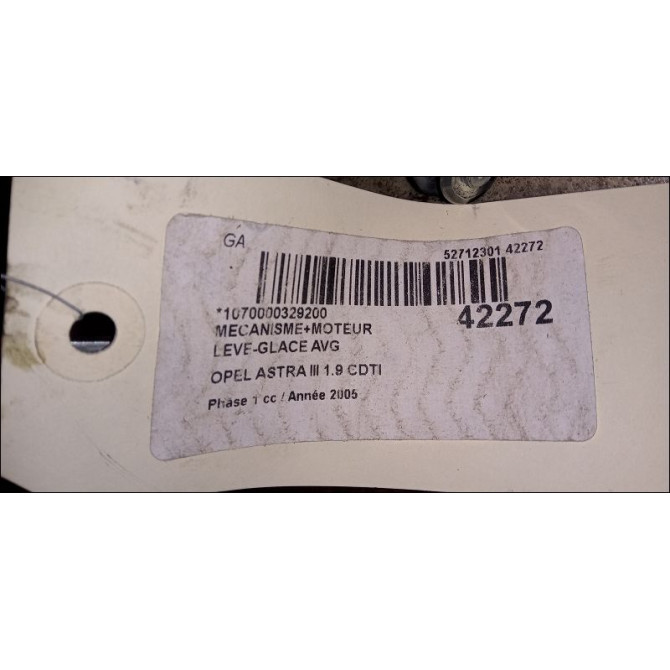 GA
52712301 42272
*1070000329200
42272
MECANISME+MOTEUR
LEVE-GLACE AVG
OPEL ASTRA III 1.9 CDTI
Phase 1 cc / Année 2005